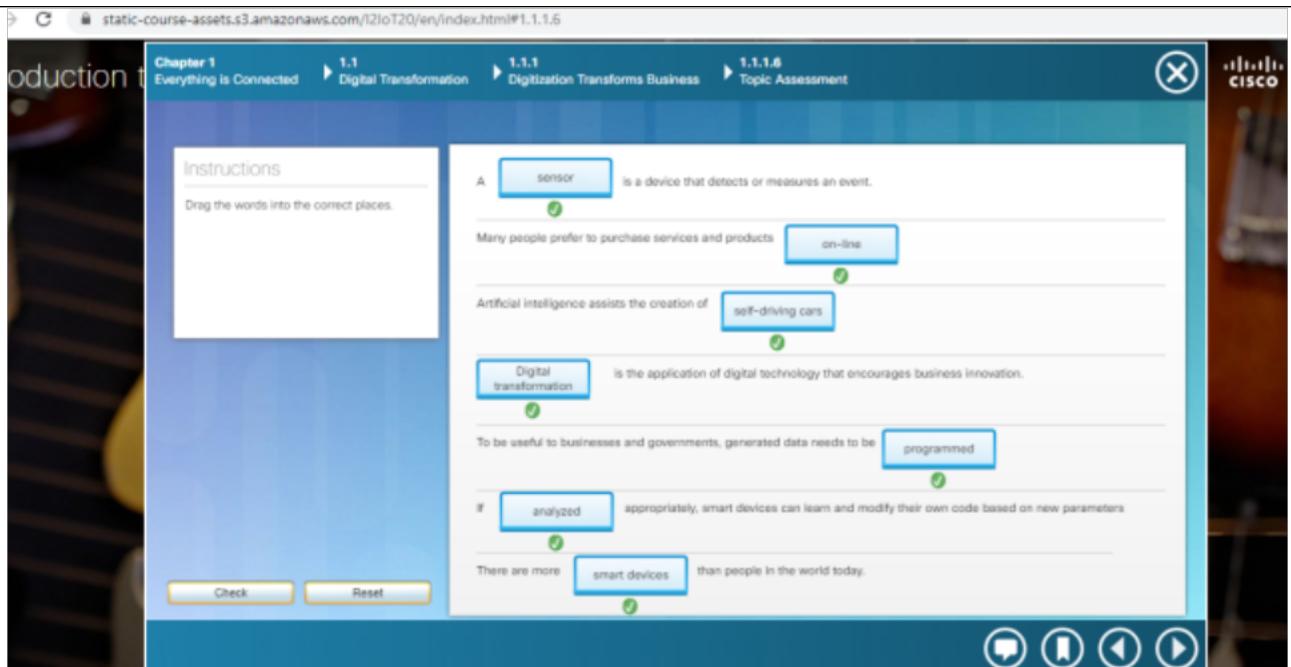 static-course-assets.s3.amazonaws.com/I2IoT20/en/index.html#1.1.1.6
oduction t
Chapter 1
Everything is Connected
1.1
Digital Transformation
1.1.1
Digitization Transforms Business
1.1.1.6
Topic Assessment
CISCO
Instructions
Drag the words into the correct places.
A sensor is a device that detects or measures an event.
Many people prefer to purchase services and products on-line
Artificial intelligence assists the creation of self-driving cars
Digital
transformation is the application of digital technology that encourages business innovation.
To be useful to businesses and governments, generated data needs to be programmed
If analyzed appropriately, smart devices can learn and modify their own code based on new parameters
There are more smart devices than people in the world today.
Check Reset